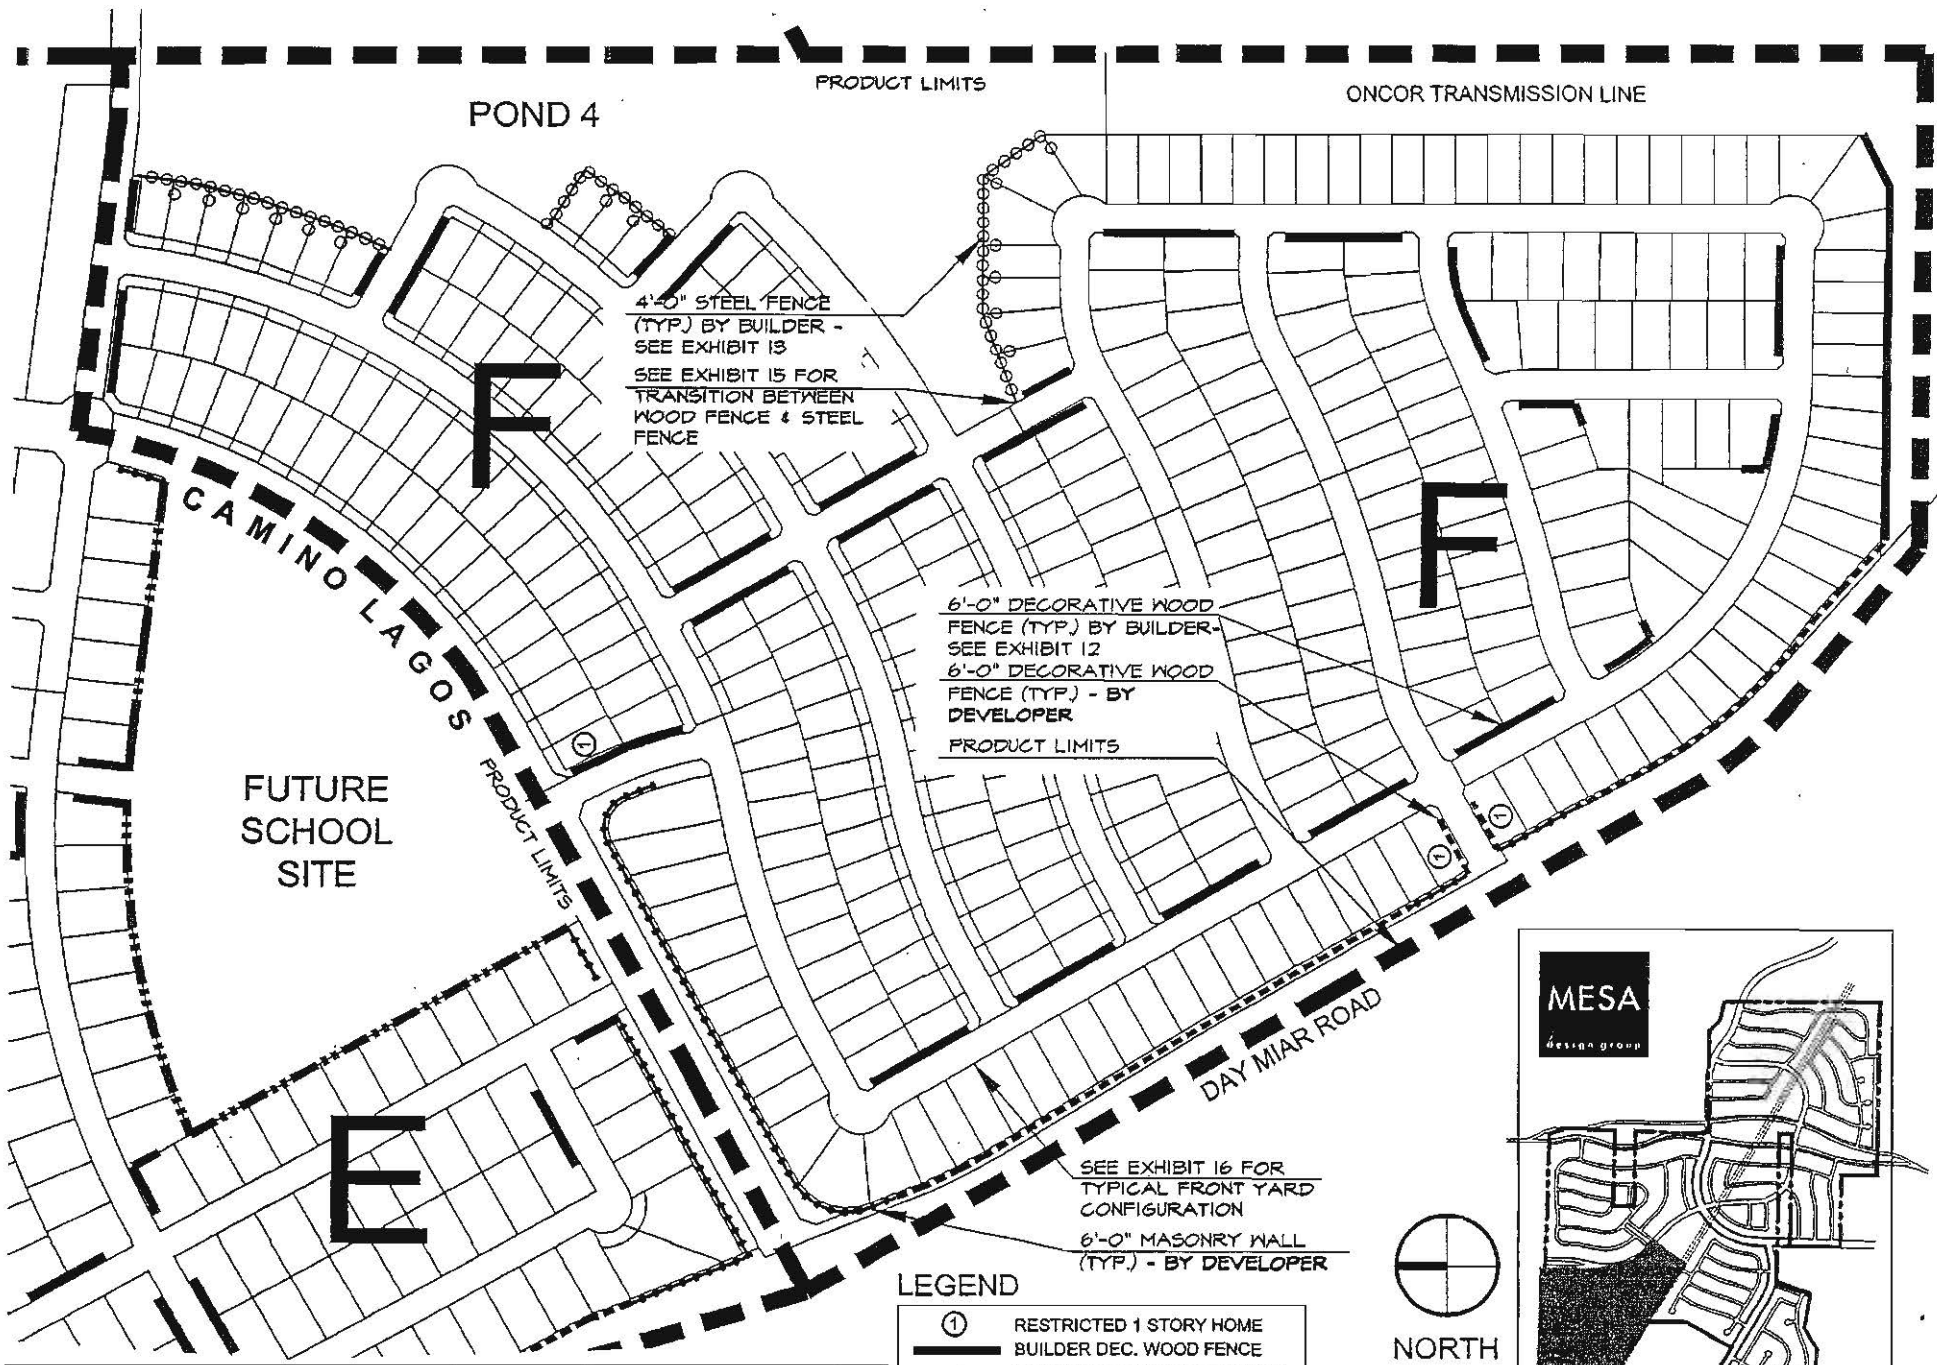 PRODUCT LIMITS
POND 4
ONCOR TRANSMISSION LINE
4'-0" STEEL FENCE
(TYP.) BY BUILDER -
SEE EXHIBIT 13
SEE EXHIBIT 15 FOR
TRANSITION BETWEEN
WOOD FENCE & STEEL
FENCE
F
F
CAMINO LAGOS
6'-0" DECORATIVE WOOD
FENCE (TYP.) BY BUILDER-
SEE EXHIBIT 12
6'-0" DECORATIVE WOOD
FENCE (TYP.) - BY
DEVELOPER
PRODUCT LIMITS
1
1
1
FUTURE
SCHOOL
SITE
PRODUCT LIMITS
DAY MIAR ROAD
MESA
design group
E
SEE EXHIBIT 16 FOR
TYPICAL FRONT YARD
CONFIGURATION
6'-0" MASONRY WALL
(TYP.) - BY DEVELOPER
LEGEND
1 RESTRICTED 1 STORY HOME
BUILDER DEC. WOOD FENCE
NORTH